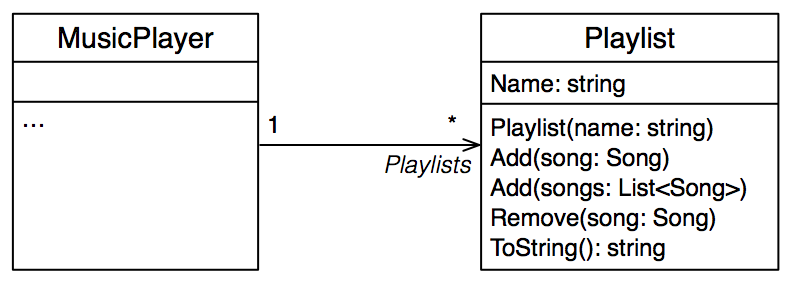 MusicPlayer
...
1
*
Playlists
Playlist
Name: string
Playlist(name: string)
Add(song: Song)
Add(songs: List<Song>)
Remove(song: Song)
ToString(): string